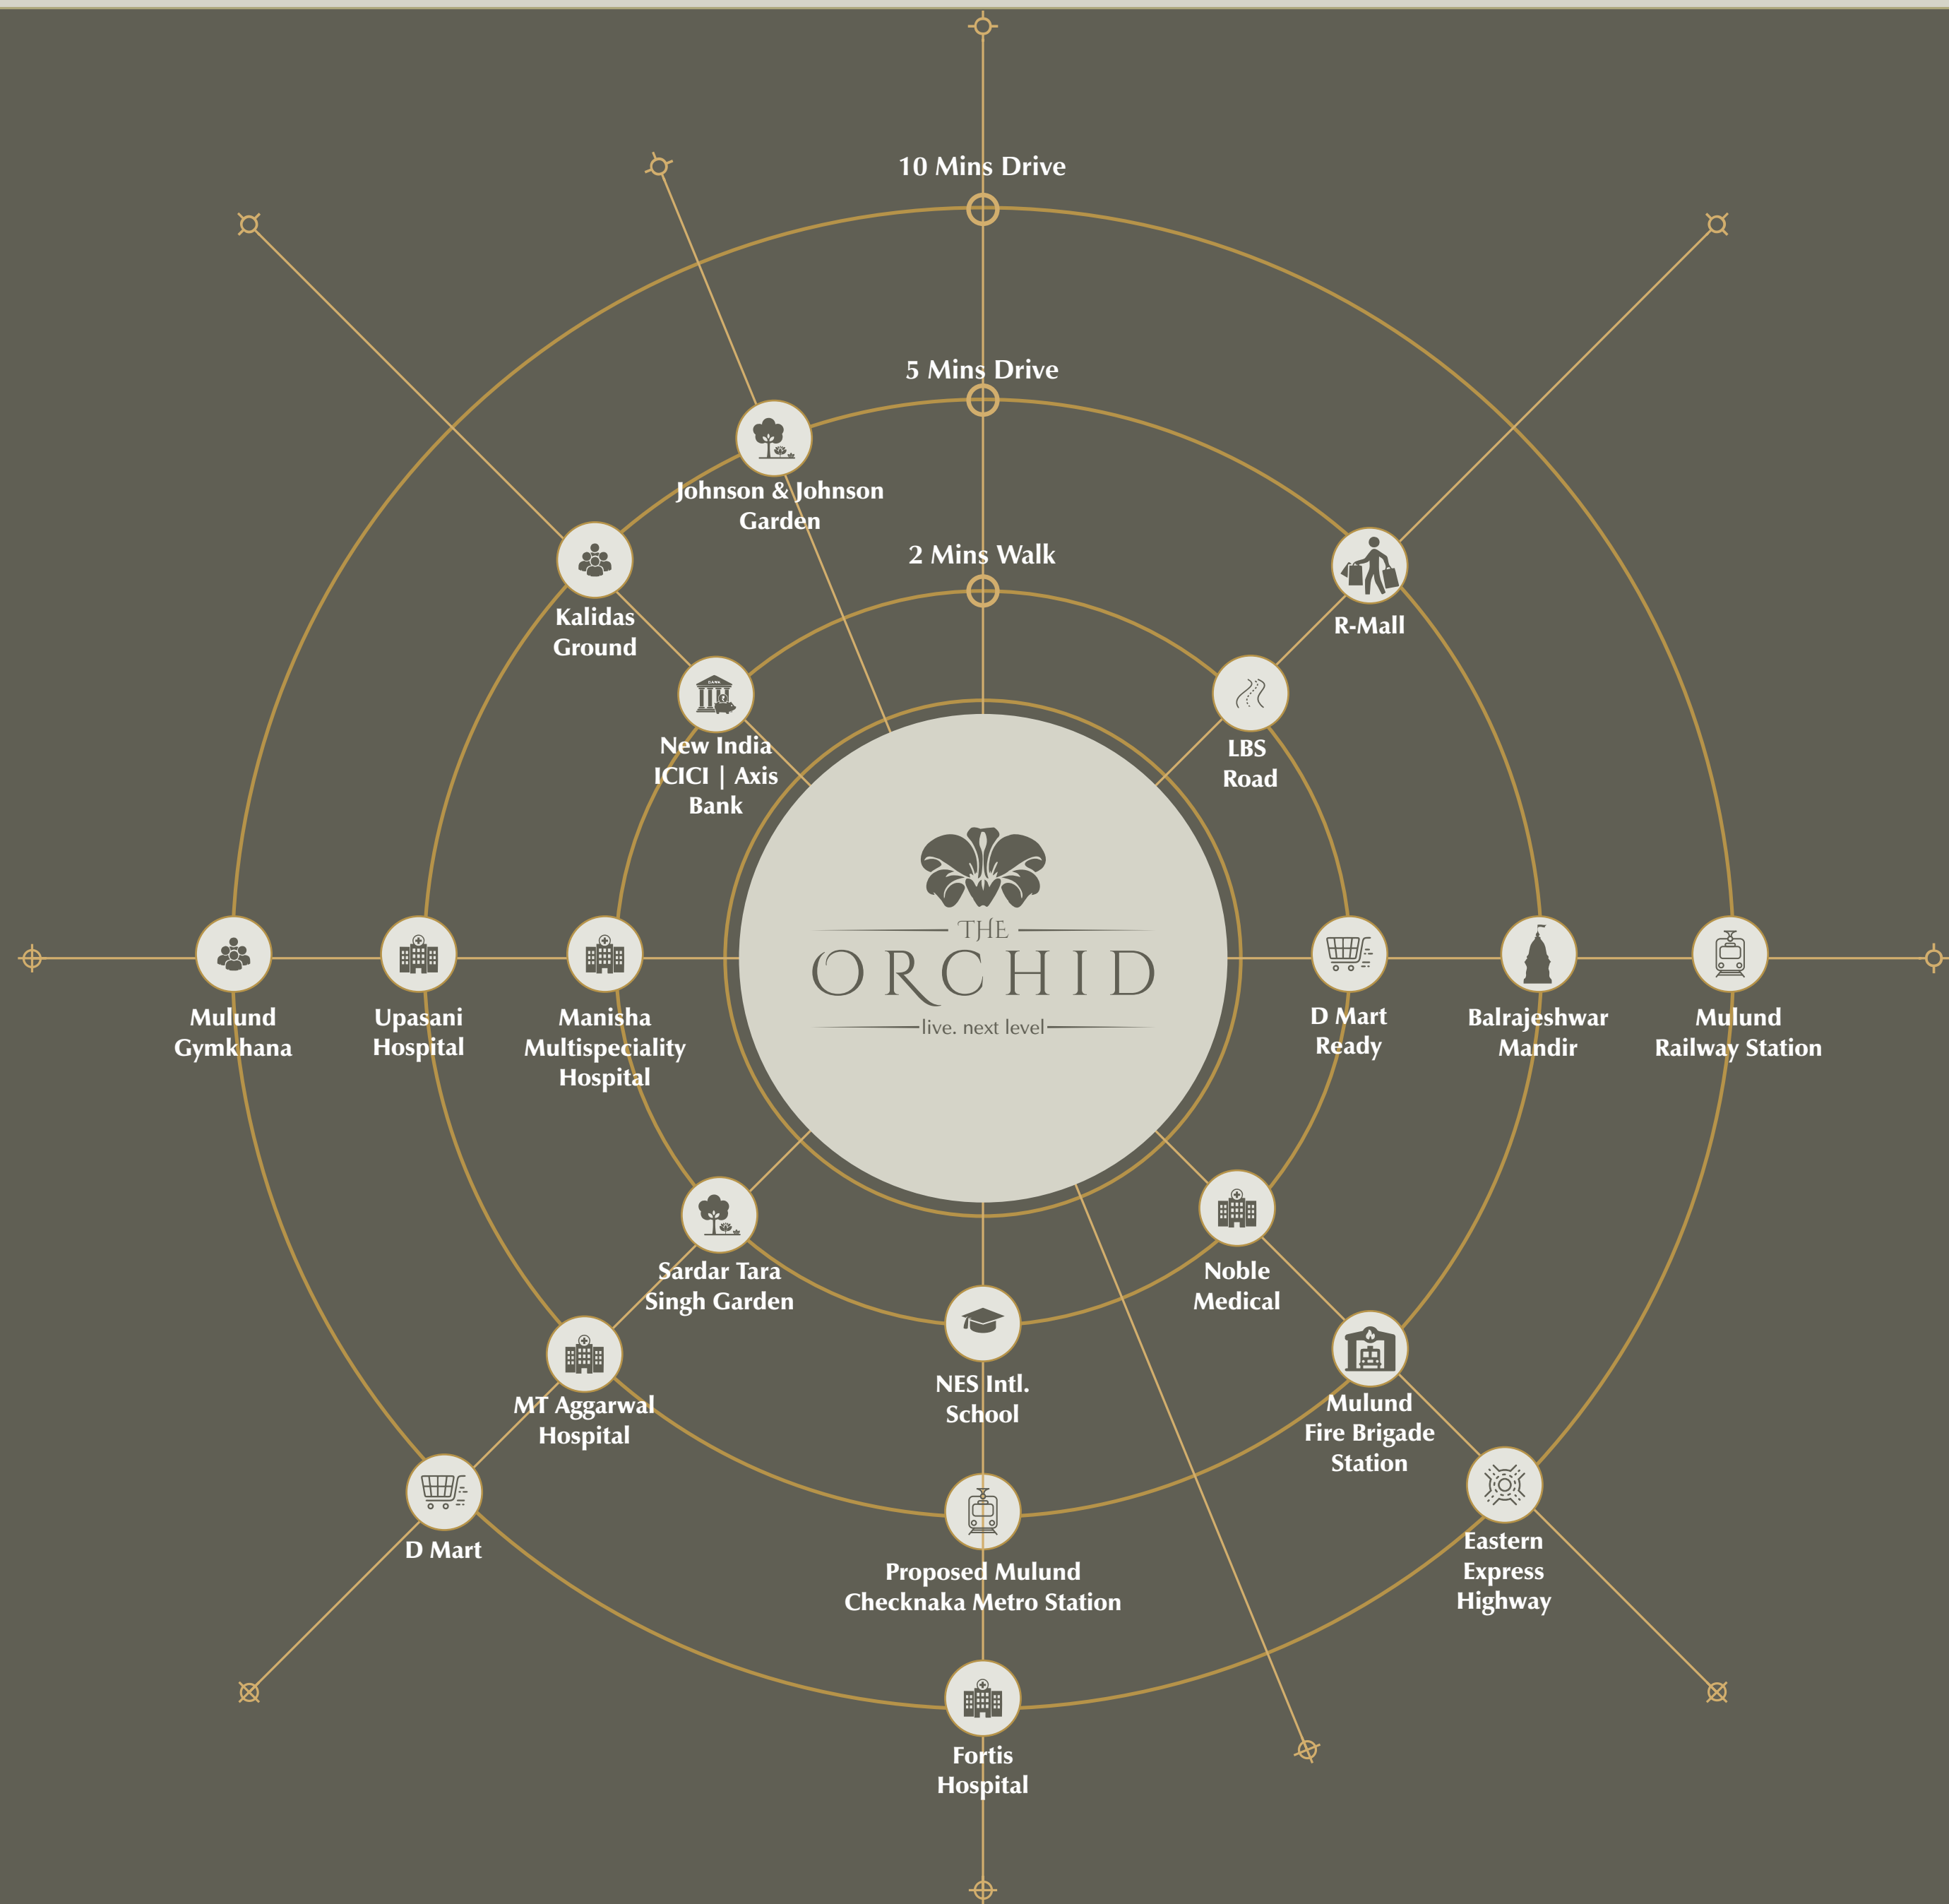 10 Mins Drive
5 Mins Drive
Johnson & Johnson
Garden
2 Mins Walk
Kalidas
Ground
R-Mall
New India
ICICI | Axis
Bank
LBS
Road
THE
ORCHID
live. next level
Mulund
Gymkhana
Upasani
Hospital
Manisha
Multispeciality
Hospital
D Mart
Ready
Balrajeshwar
Mandir
Mulund
Railway Station
Sardar Tara
Singh Garden
Noble
Medical
NES Intl.
School
MT Aggarwal
Hospital
Mulund
Fire Brigade
Station
D Mart
Proposed Mulund
Checknaka Metro Station
Eastern
Express
Highway
Fortis
Hospital
BANK